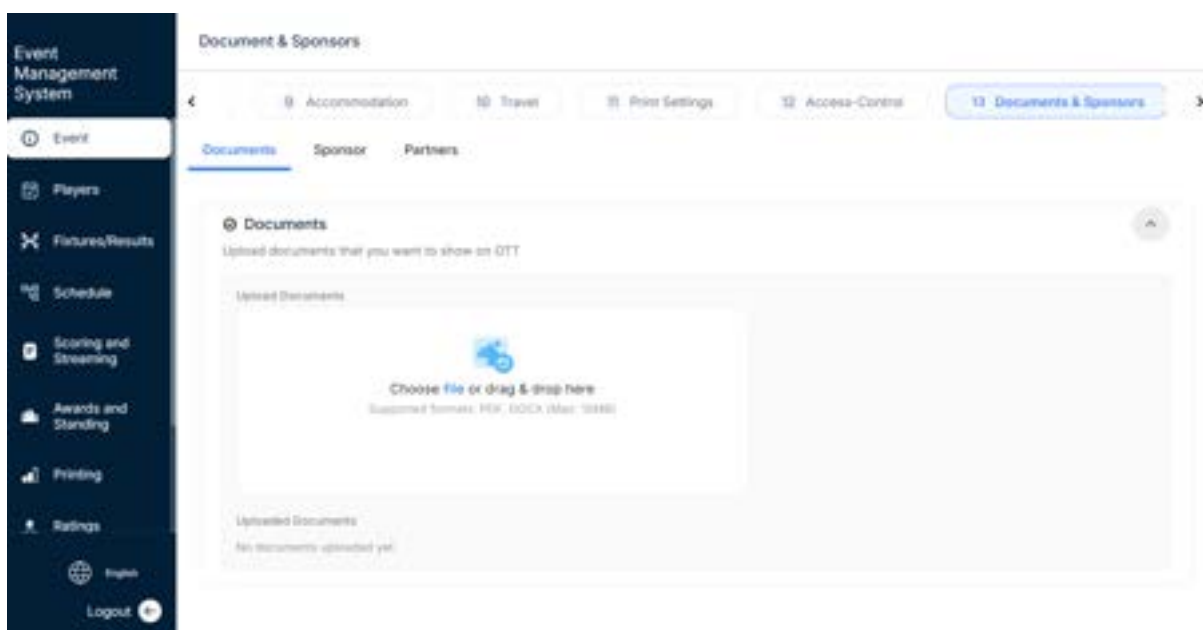 Event
Management
System
Event
Players
Fixtures/Results
Schedule
Scoring and
Streaming
Awards and
Standing
Printing
Ratings
English
Logout
Document & Sponsors
9 Accommodation
10 Travel
11 Print Settings
12 Access-Control
13 Documents & Sponsors
Documents
Sponsor
Partners
Documents
Upload documents that you want to show on OTT
Upload Documents
Choose file or drag & drop here
Supported formats: PDF, DOCX (Max: 10MB)
Uploaded Documents
No documents uploaded yet